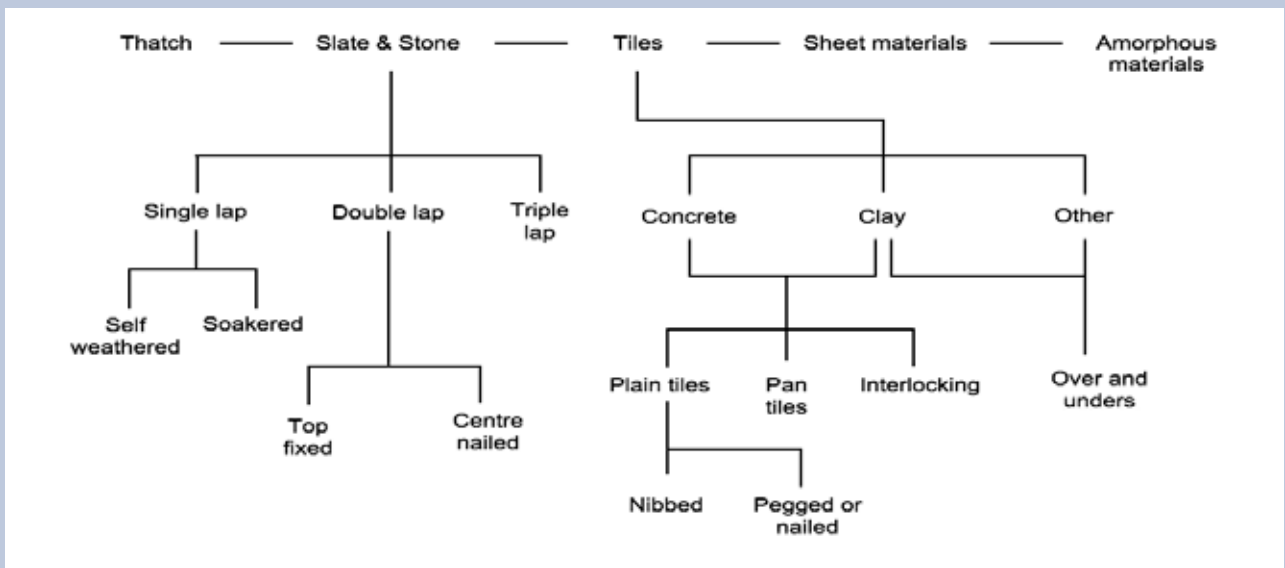 Thatch
Slate & Stone
Tiles
Sheet materials
Amorphous
materials
Single lap
Double lap
Triple
lap
Concrete
Clay
Other
Self
weathered
Soakered
Top
fixed
Centre
nailed
Plain tiles
Pan
tiles
Interlocking
Over and
unders
Nibbed
Pegged or
nailed